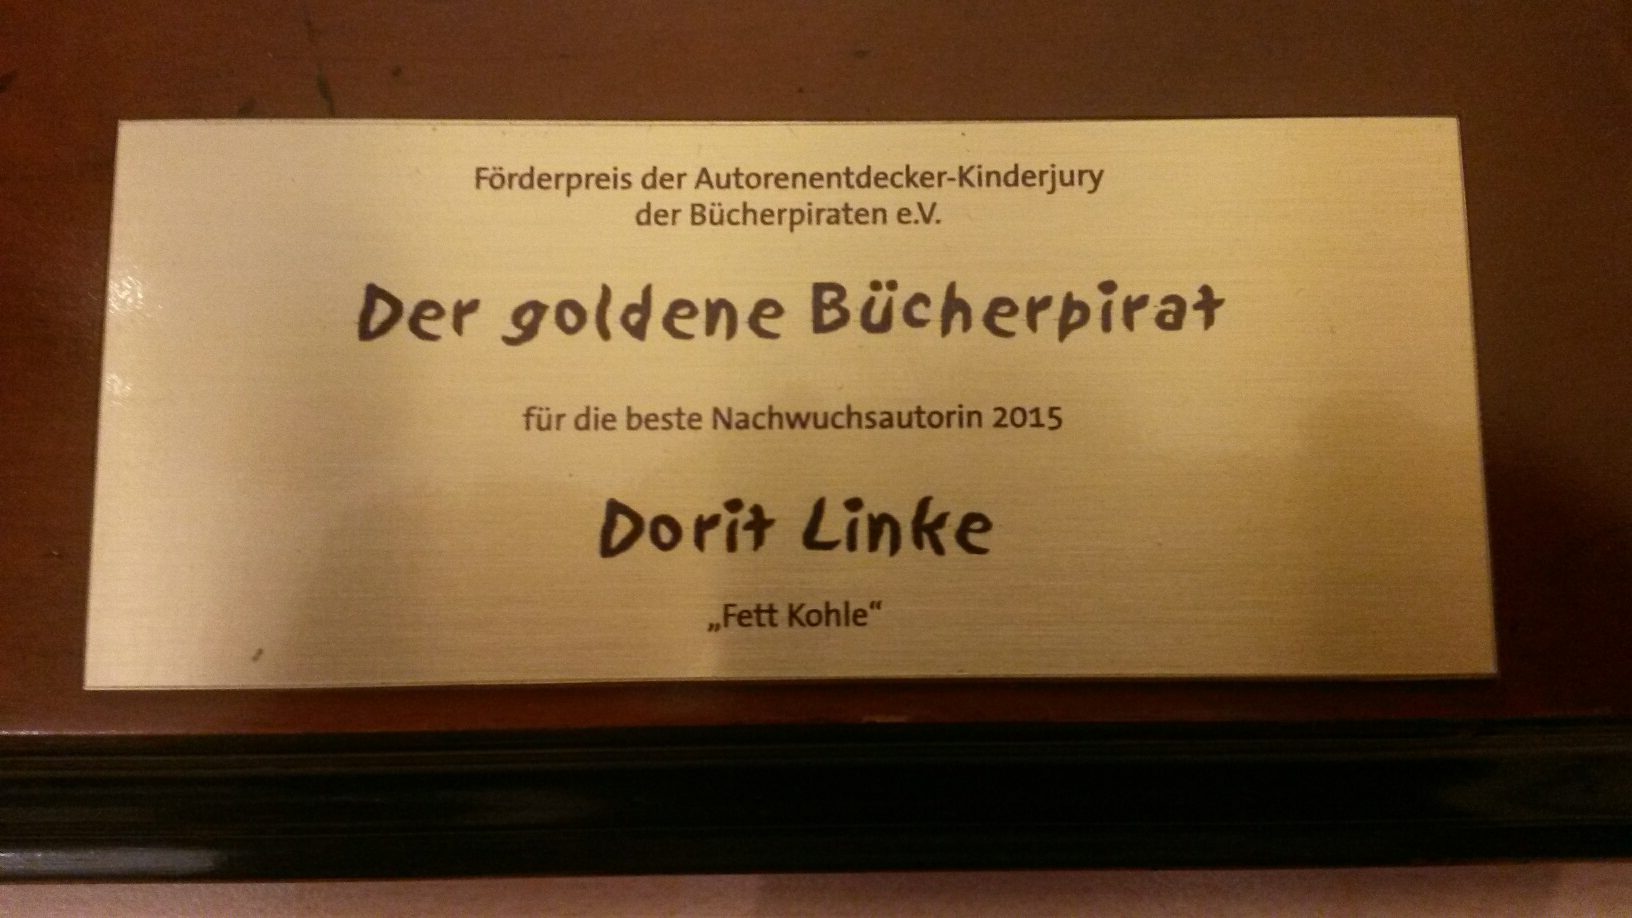 Förderpreis der Autorenentdecker-Kinderjury
der Bücherpiraten e.V.
Der goldene Bücherpirat
für die beste Nachwuchsautorin 2015
Dorit Linke
„Fett Kohle“